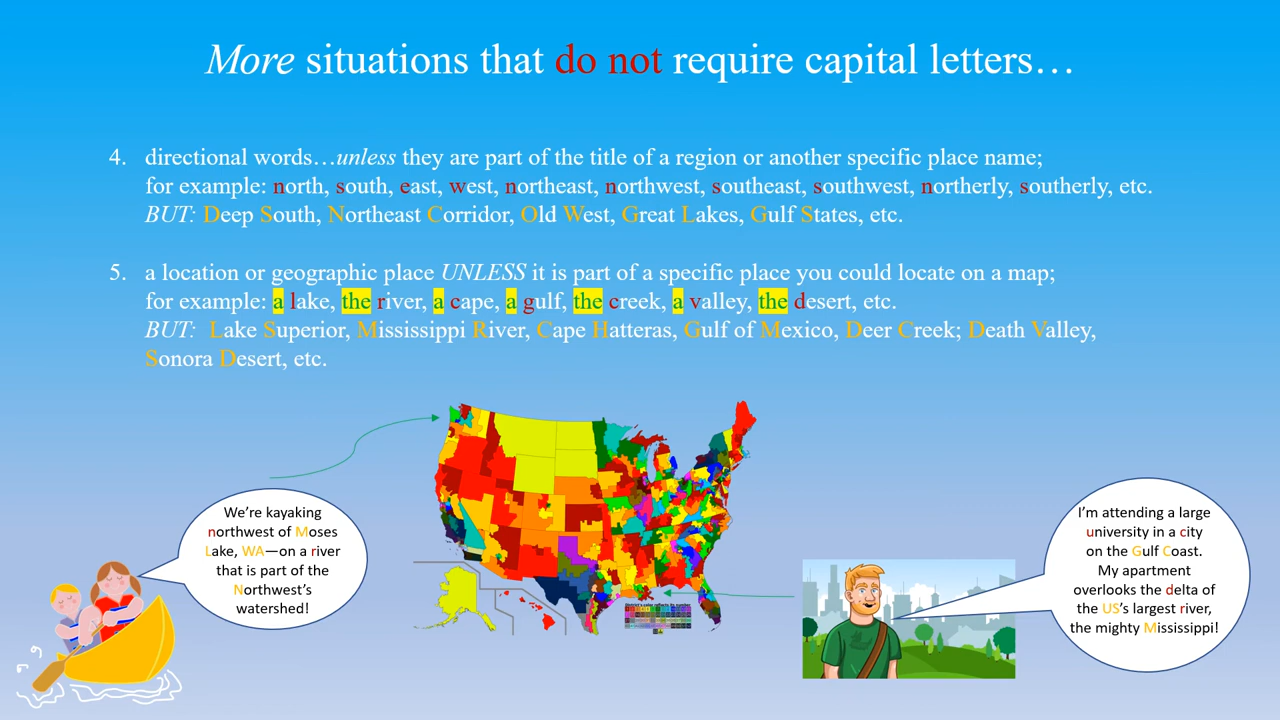 More situations that do not require capital letters…
4. directional words…unless they are part of the title of a region or another specific place name;
for example: north, south, east, west, northeast, northwest, southeast, southwest, northerly, southerly, etc.
BUT: Deep South, Northeast Corridor, Old West, Great Lakes, Gulf States, etc.
5. a location or geographic place UNLESS it is part of a specific place you could locate on a map;
for example: a lake, the river, a cape, a gulf, the creek, a valley, the desert, etc.
BUT: Lake Superior, Mississippi River, Cape Hatteras, Gulf of Mexico, Deer Creek; Death Valley,
Sonora Desert, etc.
We're kayaking
northwest of Moses
Lake, WA—on a river
that is part of the
Northwest's
watershed!
I'm attending a large
university in a city
on the Gulf Coast.
My apartment
overlooks the delta of
the US's largest river,
the mighty Mississippi!